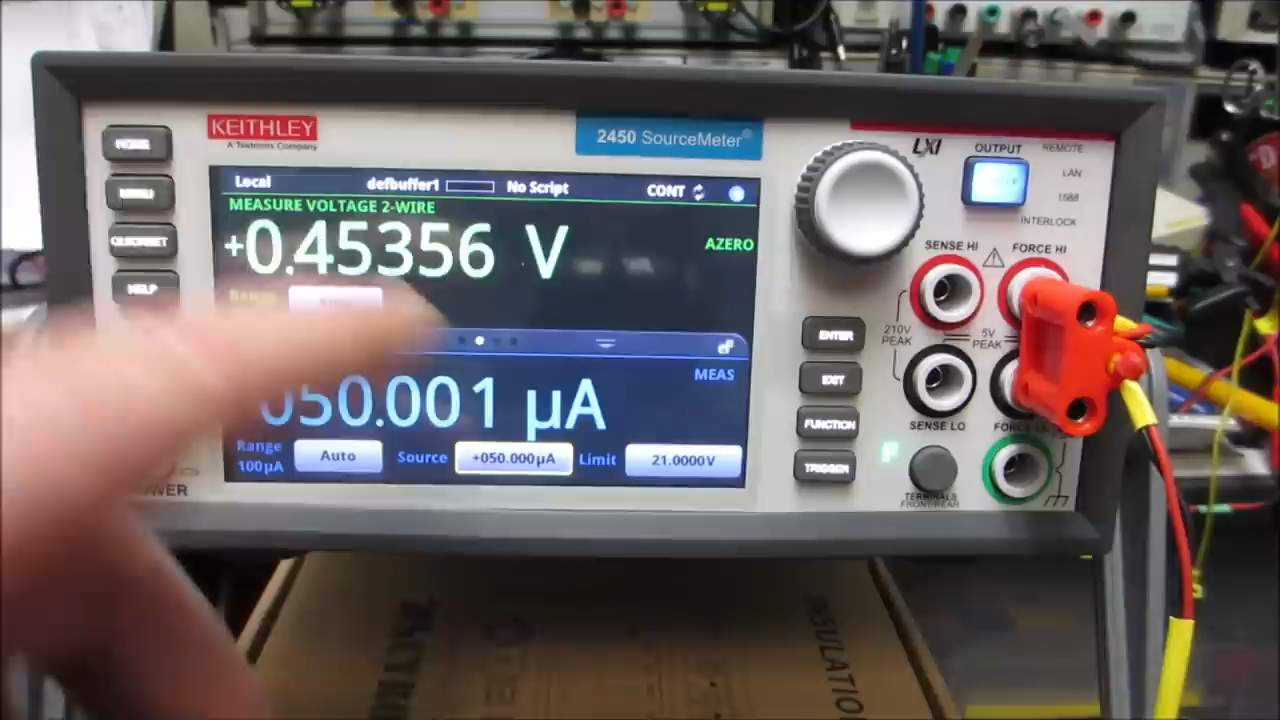 KEITHLEY
A Tektronix Company
2450 SourceMeter®
LXI
OUTPUT
REMOTE
LAN
1588
INTERLOCK
HOME
MENU
QUICKSET
HELP
Local
defbuffer1
No Script
CONT
MEASURE VOLTAGE 2-WIRE
+0.45356 V
AZERO
050.001 µA
MEAS
Range
100µA
Auto
Source
+050.000µA
Limit
21.0000V
ENTER
EXIT
FUNCTION
TRIGGER
SENSE HI
FORCE HI
210V
PEAK
5V
PEAK
SENSE LO
TERMINALS
FRONT/REAR
INSULATIO